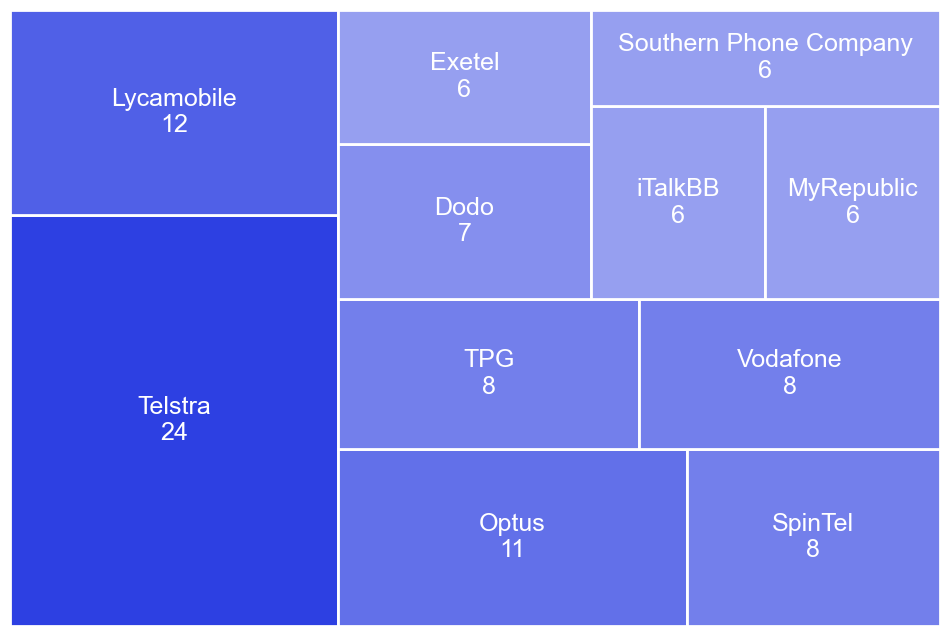 Lycamobile
12
Telstra
24
Exetel
6
Dodo
7
Southern Phone Company
6
iTalkBB
6
MyRepublic
6
TPG
8
Vodafone
8
Optus
11
SpinTel
8